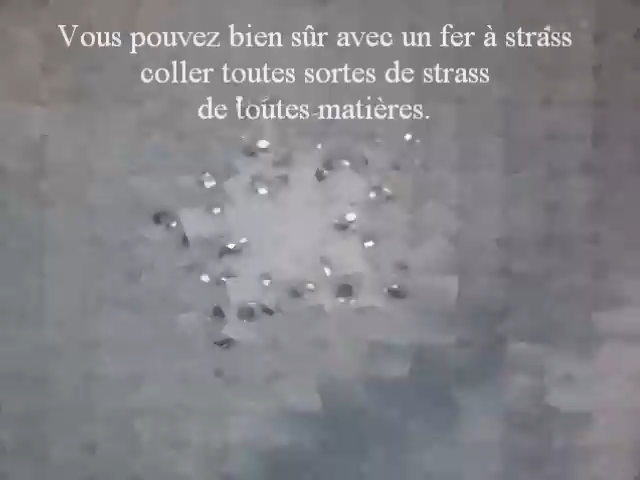 Vous pouvez bien sûr avec un fer à strass
coller toutes sortes de strass
de toutes matières.